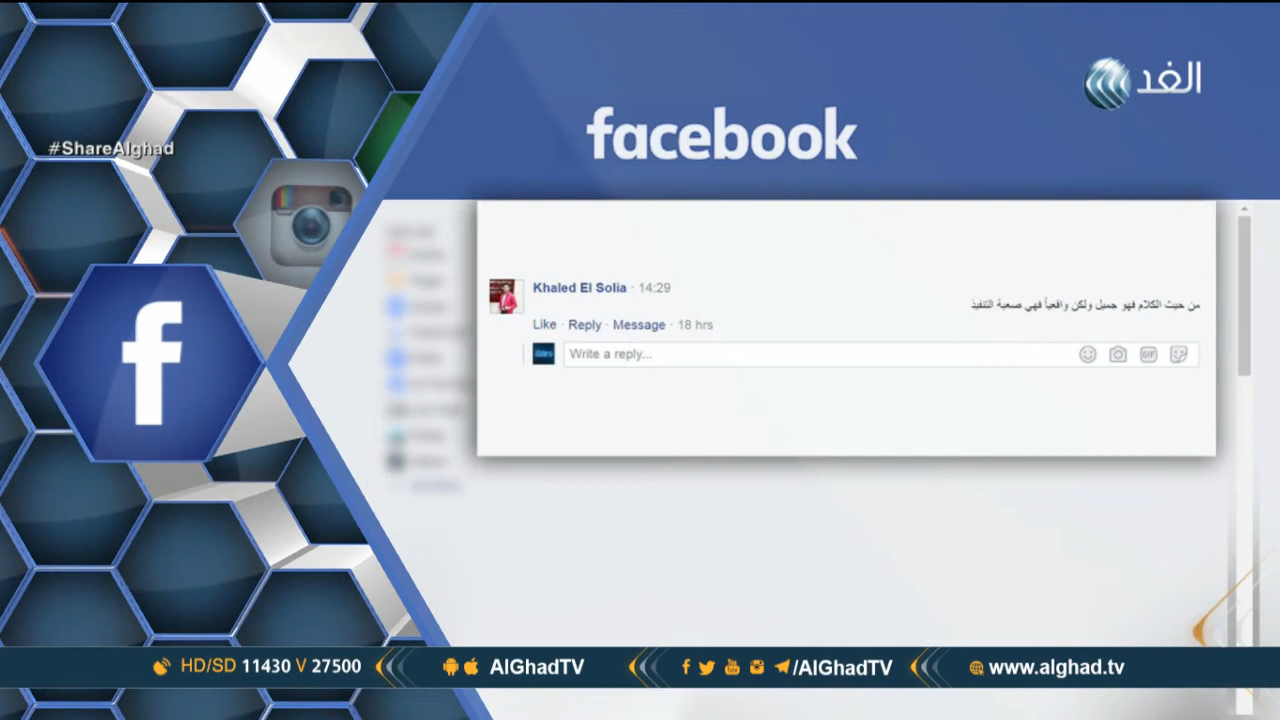 الغد
facebook
#ShareAlghad
Khaled El Solia · 14:29
من حيث الكلام فهو جميل ولكن واقعياً فهي صعبة التنفيذ
Like · Reply · Message · 18 hrs
Write a reply...
GIF
HD/SD 11430 V 27500
AlGhadTV
/AlGhadTV
www.alghad.tv